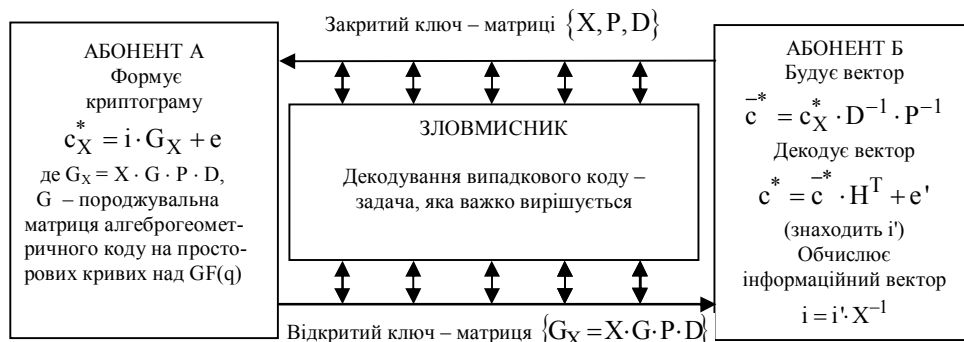 Закритий ключ – матриці {X, P, D}
АБОНЕНТ А
Формує
криптограму
c*_X = i · G_X + e
де G_X = X · G · P · D,
G – породжувальна
матриця алгеброгеомет-
ричного коду на просто-
рових кривих над GF(q)
ЗЛОВМИСНИК
Декодування випадкового коду –
задача, яка важко вирішується
АБОНЕНТ Б
Будує вектор
c̄* = c*_X · D⁻¹ · P⁻¹
Декодує вектор
c* = c̄* · Hᵀ + e'
(знаходить i')
Обчислює
інформаційний вектор
i = i'· X⁻¹
Відкритий ключ – матриця {G_X = X · G · P · D}